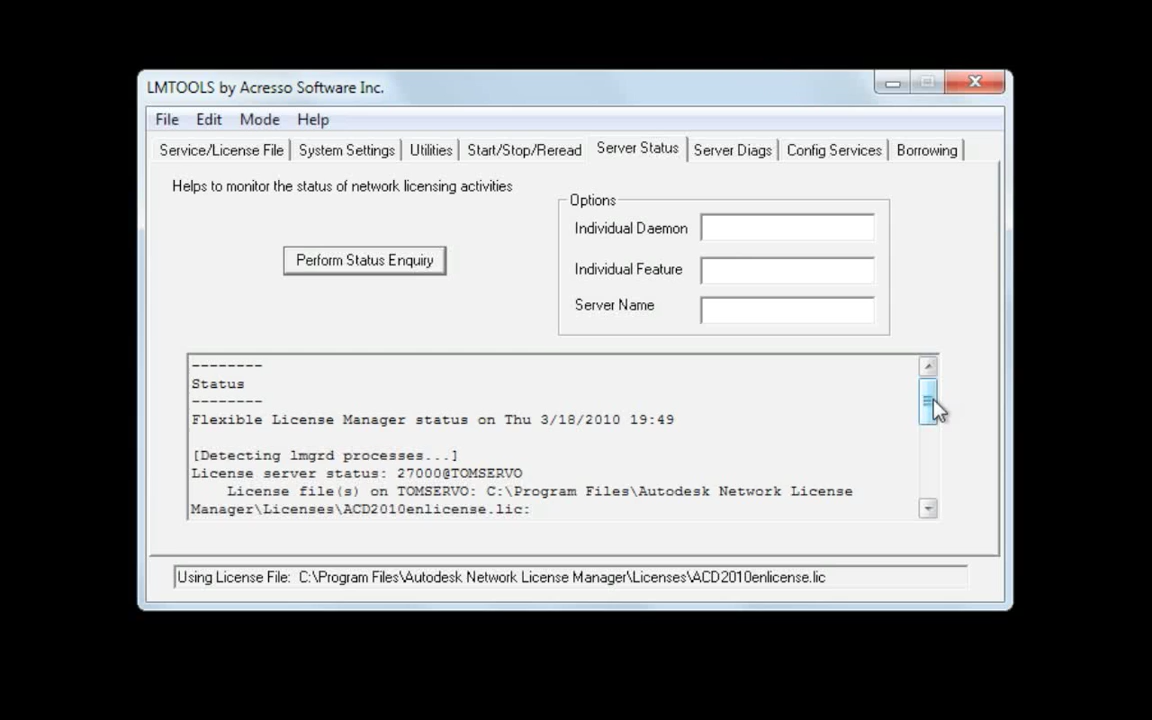 LMTOOLS by Acresso Software Inc.
File Edit Mode Help
Service/License File System Settings Utilities Start/Stop/Reread Server Status Server Diags Config Services Borrowing
Helps to monitor the status of network licensing activities
Options
Individual Daemon
Perform Status Enquiry
Individual Feature
Server Name
--------
Status
--------
Flexible License Manager status on Thu 3/18/2010 19:49
[Detecting lmgrd processes...]
License server status: 27000@TOMSERVO
License file(s) on TOMSERVO: C:\Program Files\Autodesk Network License
Manager\Licenses\ACD2010enlicense.lic:
Using License File: C:\Program Files\Autodesk Network License Manager\Licenses\ACD2010enlicense.lic